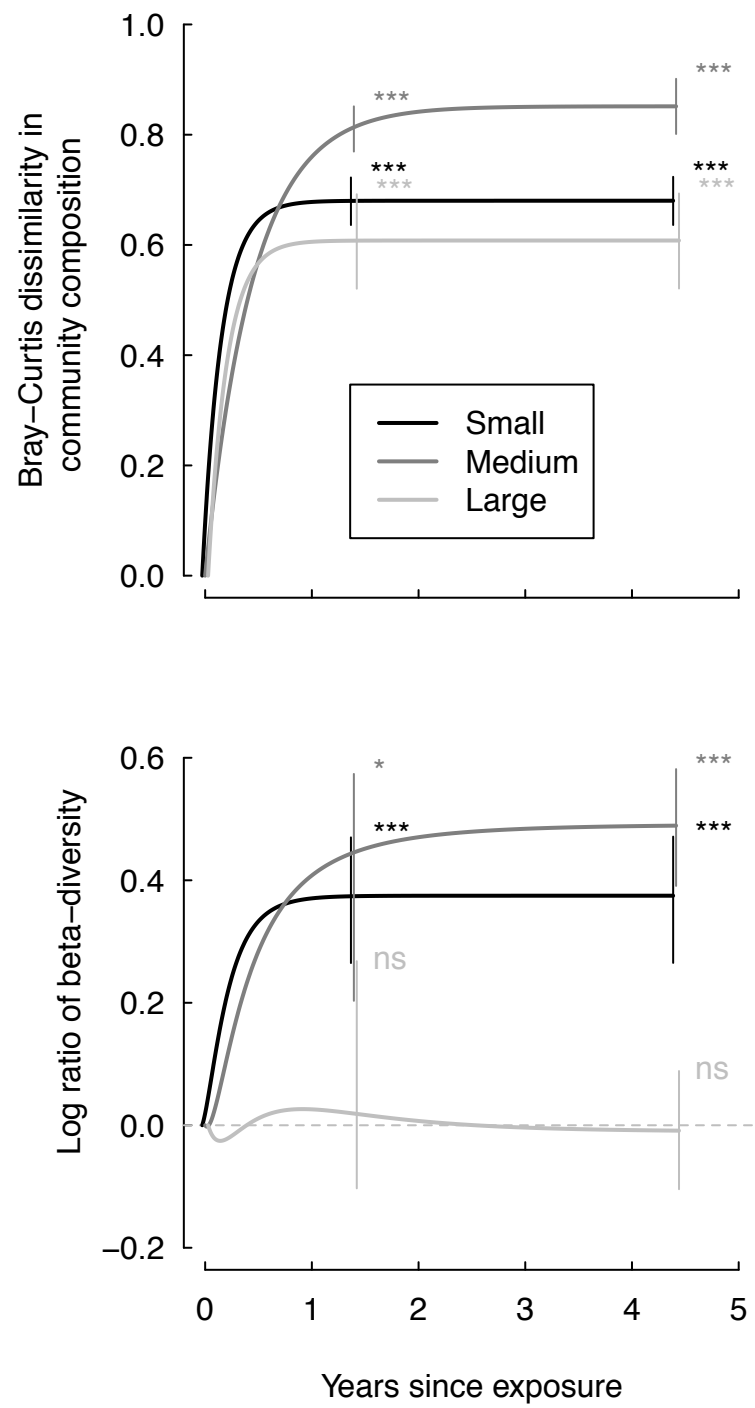 1.0
0.8
0.6
0.4
0.2
0.0
Bray−Curtis dissimilarity in
community composition
***
***
***
***
***
***
Small
Medium
Large
0.6
0.4
0.2
0.0
−0.2
Log ratio of beta−diversity
*
***
***
***
ns
ns
0 1 2 3 4 5
Years since exposure